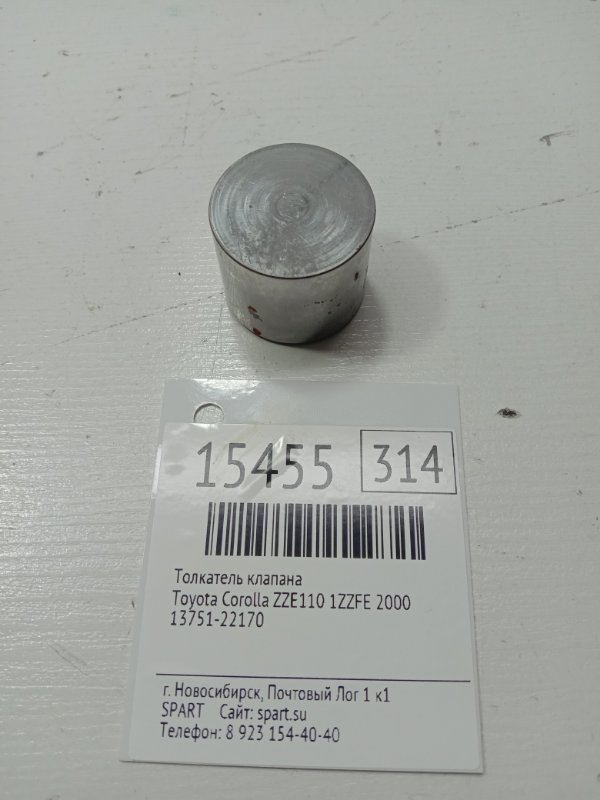 15455 314
Толкатель клапана
Toyota Corolla ZZE110 1ZZFE 2000
13751-22170
г. Новосибирск, Почтовый Лог 1 к1
SPART Сайт: spart.su
Телефон: 8 923 154-40-40